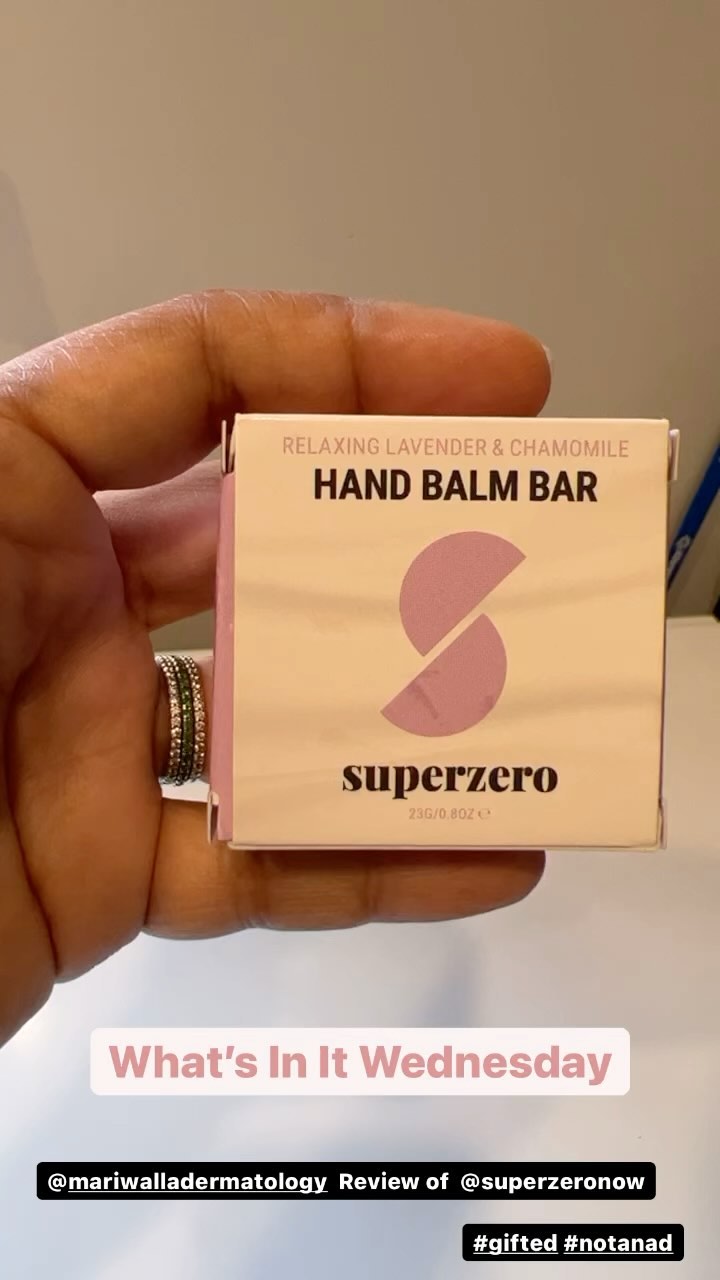 RELAXING LAVENDER & CHAMOMILE
HAND BALM BAR
superzero
23G/0.8OZ ℮
What’s In It Wednesday
@mariwalladermatology Review of @superzeronow
#gifted #notanad